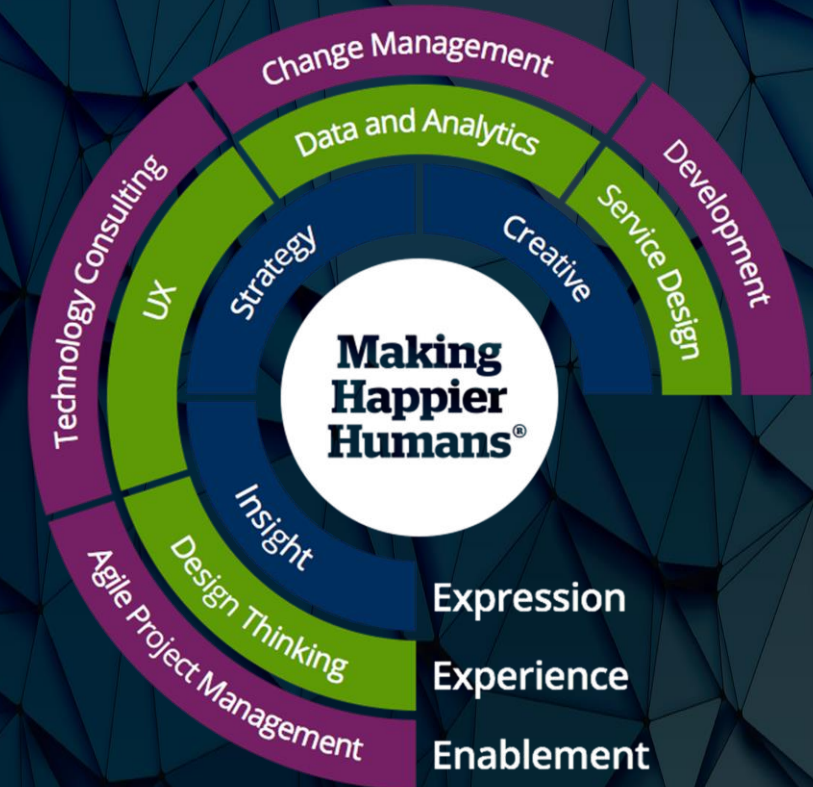 Change Management
Data and Analytics
Development
Technology Consulting
Service Design
Strategy
Creative
UX
Making
Happier
Humans®
Insight
Design Thinking
Agile Project Management
Expression
Experience
Enablement